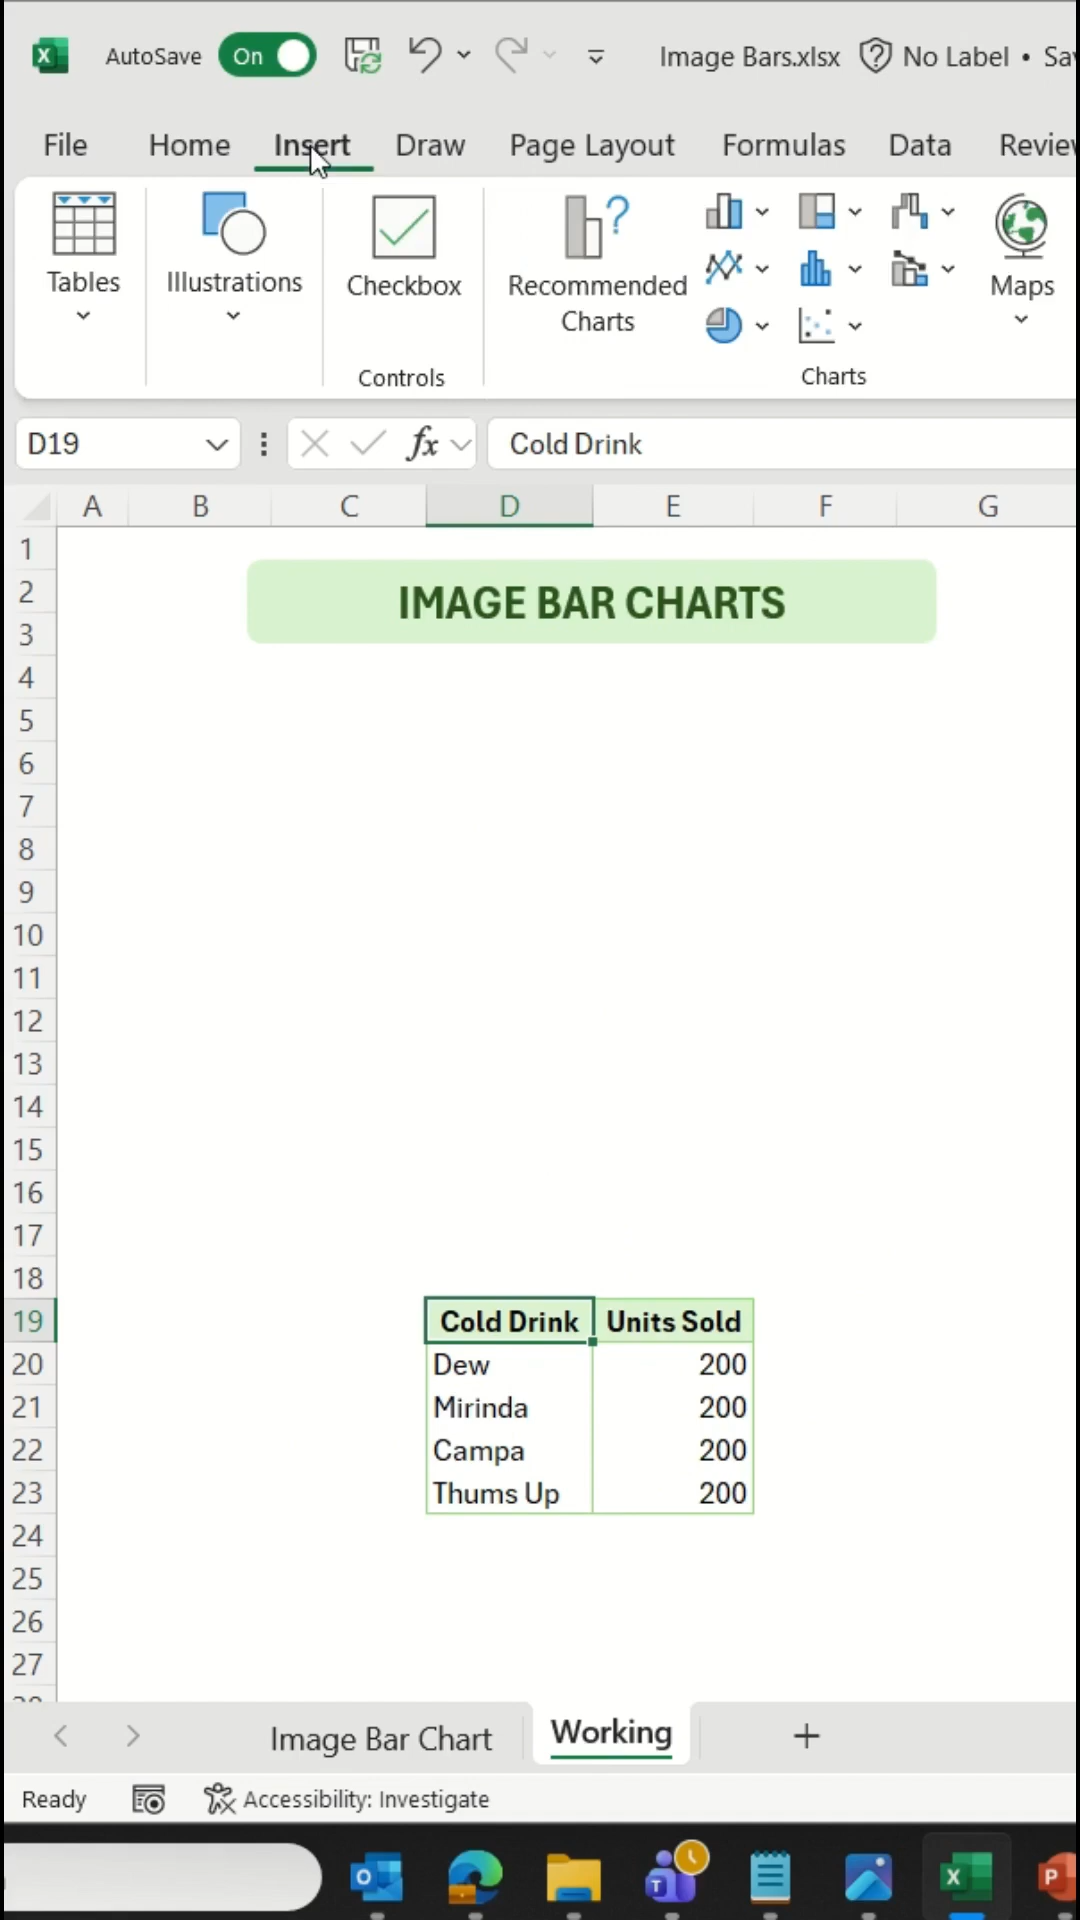 AutoSave On Image Bars.xlsx No Label •
File Home Insert Draw Page Layout Formulas Data
Tables Illustrations Checkbox Recommended Charts Maps
Controls Charts
D19 fx Cold Drink
A B C D E F G
1
2 IMAGE BAR CHARTS
3
4
5
6
7
8
9
10
11
12
13
14
15
16
17
18
19 Cold Drink Units Sold
20 Dew 200
21 Mirinda 200
22 Campa 200
23 Thums Up 200
24
25
26
27
Image Bar Chart Working +
Ready Accessibility: Investigate